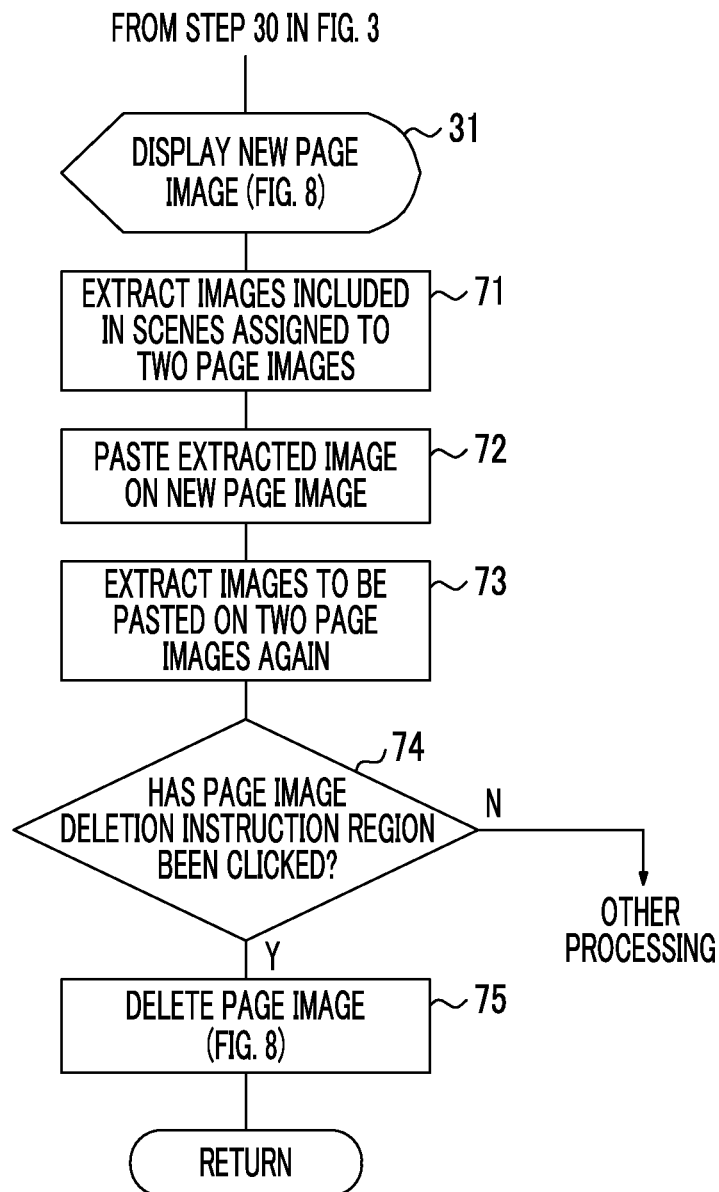 FROM STEP 30 IN FIG. 3
31
DISPLAY NEW PAGE
IMAGE (FIG. 8)
71
EXTRACT IMAGES INCLUDED
IN SCENES ASSIGNED TO
TWO PAGE IMAGES
72
PASTE EXTRACTED IMAGE
ON NEW PAGE IMAGE
73
EXTRACT IMAGES TO BE
PASTED ON TWO PAGE
IMAGES AGAIN
74
HAS PAGE IMAGE
DELETION INSTRUCTION REGION
BEEN CLICKED?
N
OTHER
PROCESSING
Y
75
DELETE PAGE IMAGE
(FIG. 8)
RETURN